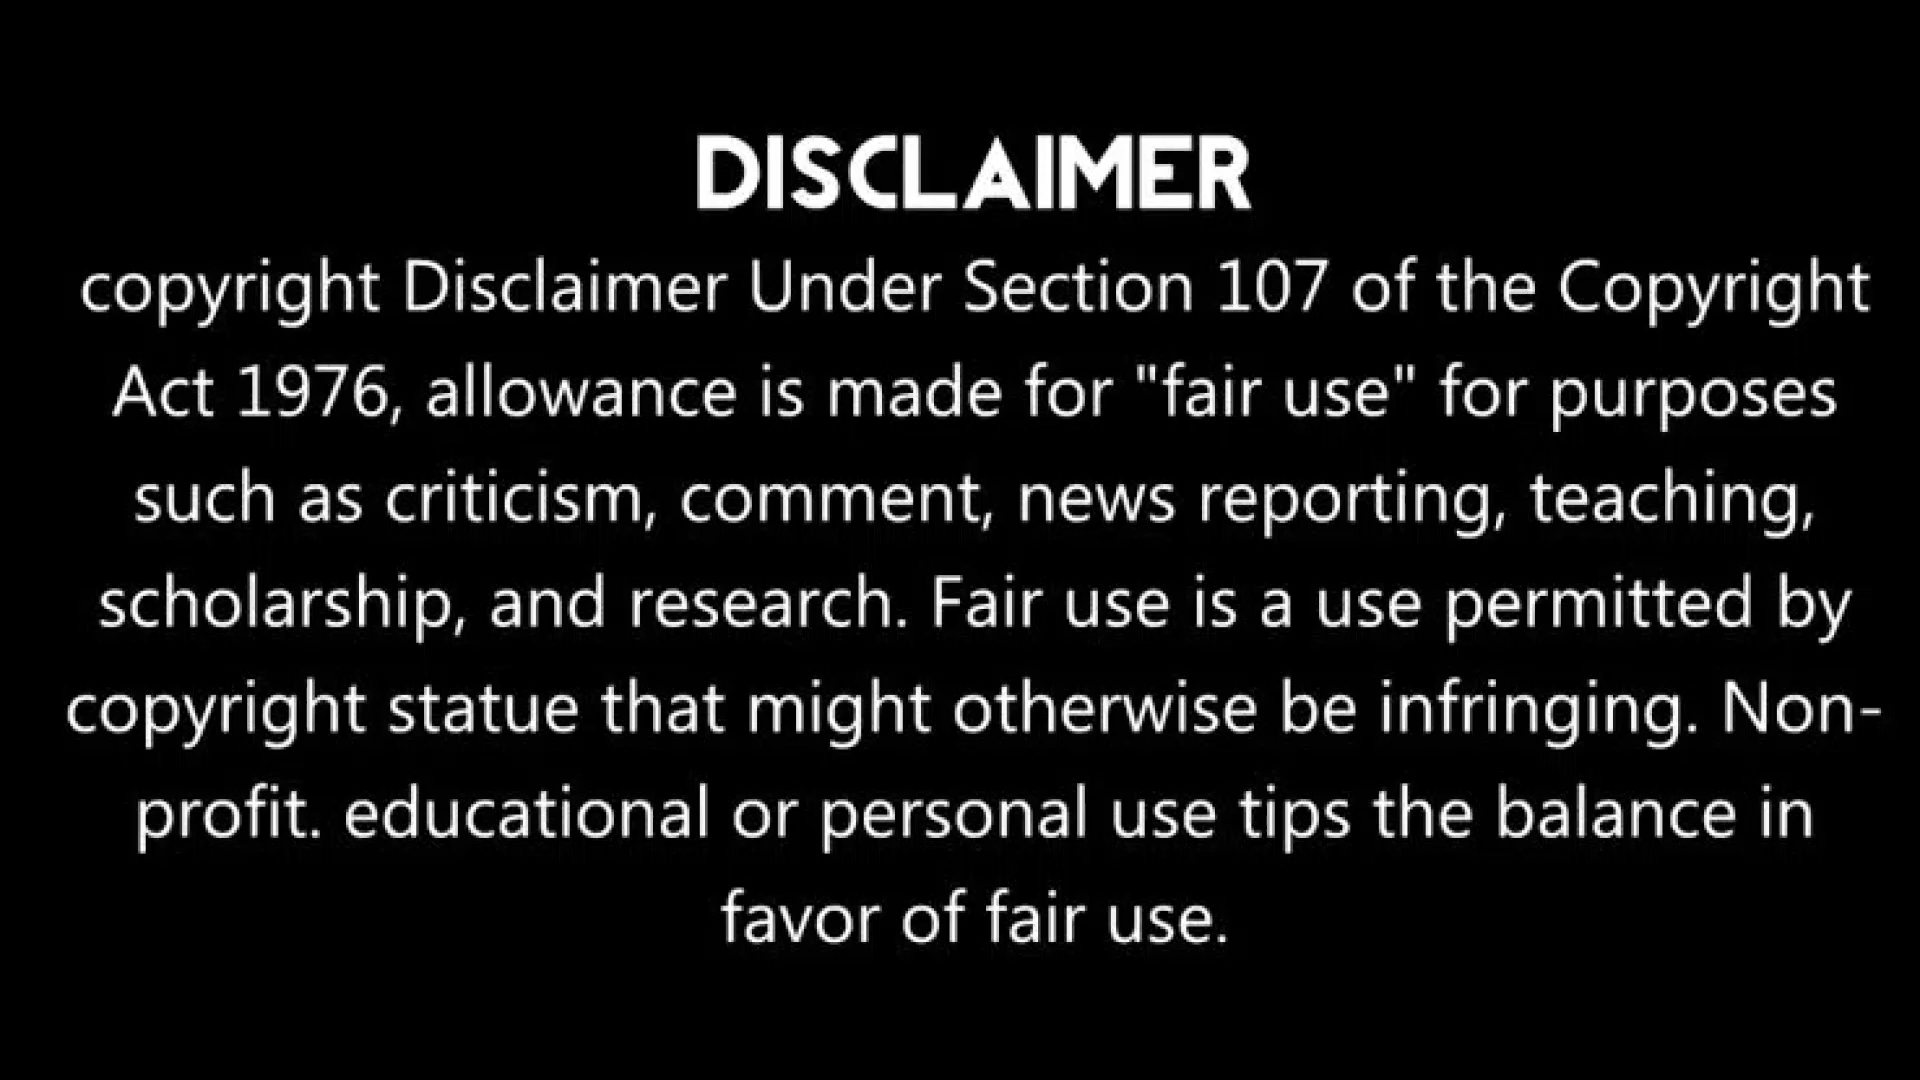 DISCLAIMER
copyright Disclaimer Under Section 107 of the Copyright
Act 1976, allowance is made for "fair use" for purposes
such as criticism, comment, news reporting, teaching,
scholarship, and research. Fair use is a use permitted by
copyright statue that might otherwise be infringing. Non-
profit. educational or personal use tips the balance in
favor of fair use.